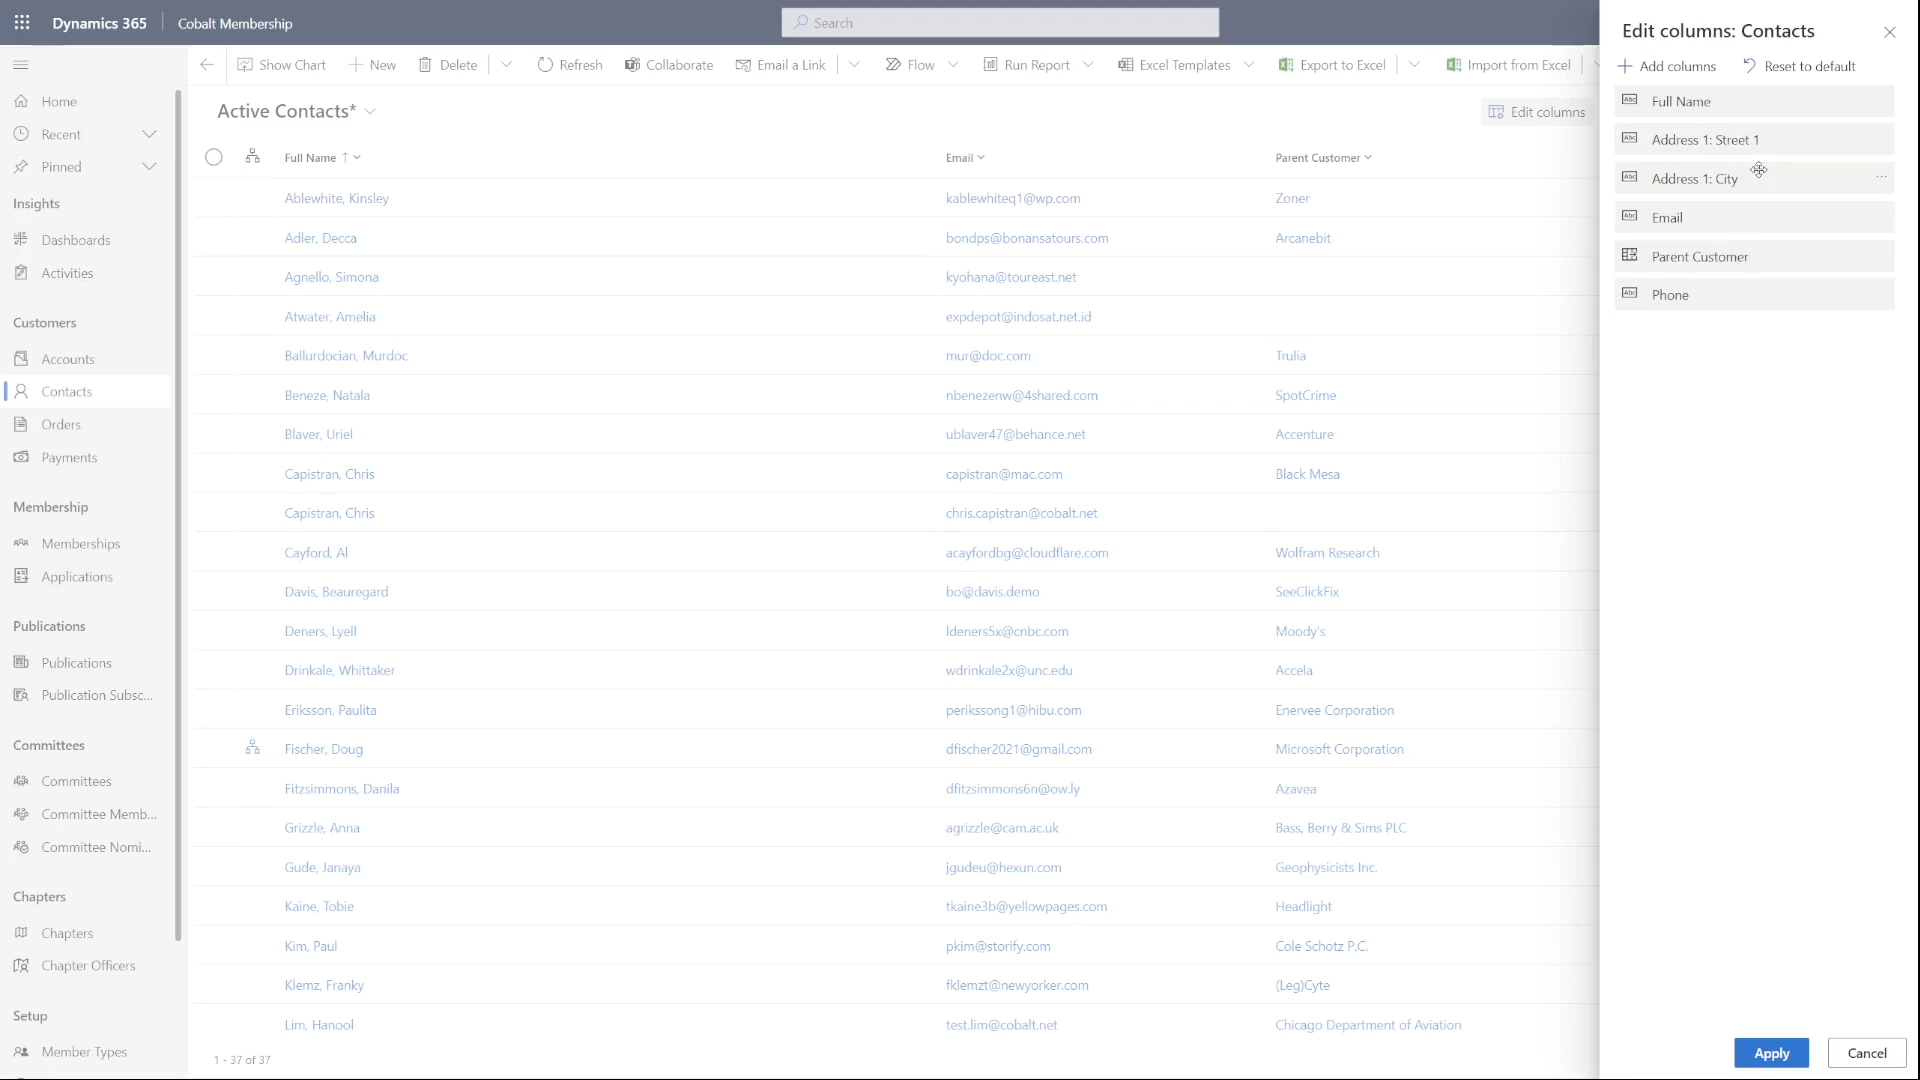 Dynamics 365 Cobalt Membership Search
Show Chart New Delete Refresh Collaborate Email a Link Flow Run Report Excel Templates Export to Excel Import from Excel
Home
Recent
Pinned
Insights
Dashboards
Activities
Customers
Accounts
Contacts
Orders
Payments
Membership
Memberships
Applications
Publications
Publications
Publication Subsc...
Committees
Committees
Committee Memb...
Committee Nomi...
Chapters
Chapters
Chapter Officers
Setup
Member Types
Active Contacts* Edit columns
Full Name ↑ Email Parent Customer
Ablewhite, Kinsley kablewhiteq1@wp.com Zoner
Adler, Decca bondps@bonansatours.com Arcanebit
Agnello, Simona kyohana@toureast.net
Atwater, Amelia expdepot@indosat.net.id
Ballurdocian, Murdoc mur@doc.com Trulia
Beneze, Natala nbenezenw@4shared.com SpotCrime
Blaver, Uriel ublaver47@behance.net Accenture
Capistran, Chris capistran@mac.com Black Mesa
Capistran, Chris chris.capistran@cobalt.net
Cayford, Al acayfordbg@cloudflare.com Wolfram Research
Davis, Beauregard bo@davis.demo SeeClickFix
Deners, Lyell ldeners5x@cnbc.com Moody's
Drinkale, Whittaker wdrinkale2x@unc.edu Accela
Eriksson, Paulita perikssong1@hibu.com Enervee Corporation
Fischer, Doug dfischer2021@gmail.com Microsoft Corporation
Fitzsimmons, Danila dfitzsimmons6n@ow.ly Azavea
Grizzle, Anna agrizzle@cam.ac.uk Bass, Berry & Sims PLC
Gude, Janaya jgudeu@hexun.com Geophysicists Inc.
Kaine, Tobie tkaine3b@yellowpages.com Headlight
Kim, Paul pkim@storify.com Cole Schotz P.C.
Klemz, Franky fklemzt@newyorker.com (Leg)Cyte
Lim, Hanool test.lim@cobalt.net Chicago Department of Aviation
1 - 37 of 37
Edit columns: Contacts
Add columns Reset to default
Abc Full Name
Abc Address 1: Street 1
Abc Address 1: City ...
Abc Email
Parent Customer
Abc Phone
Apply Cancel